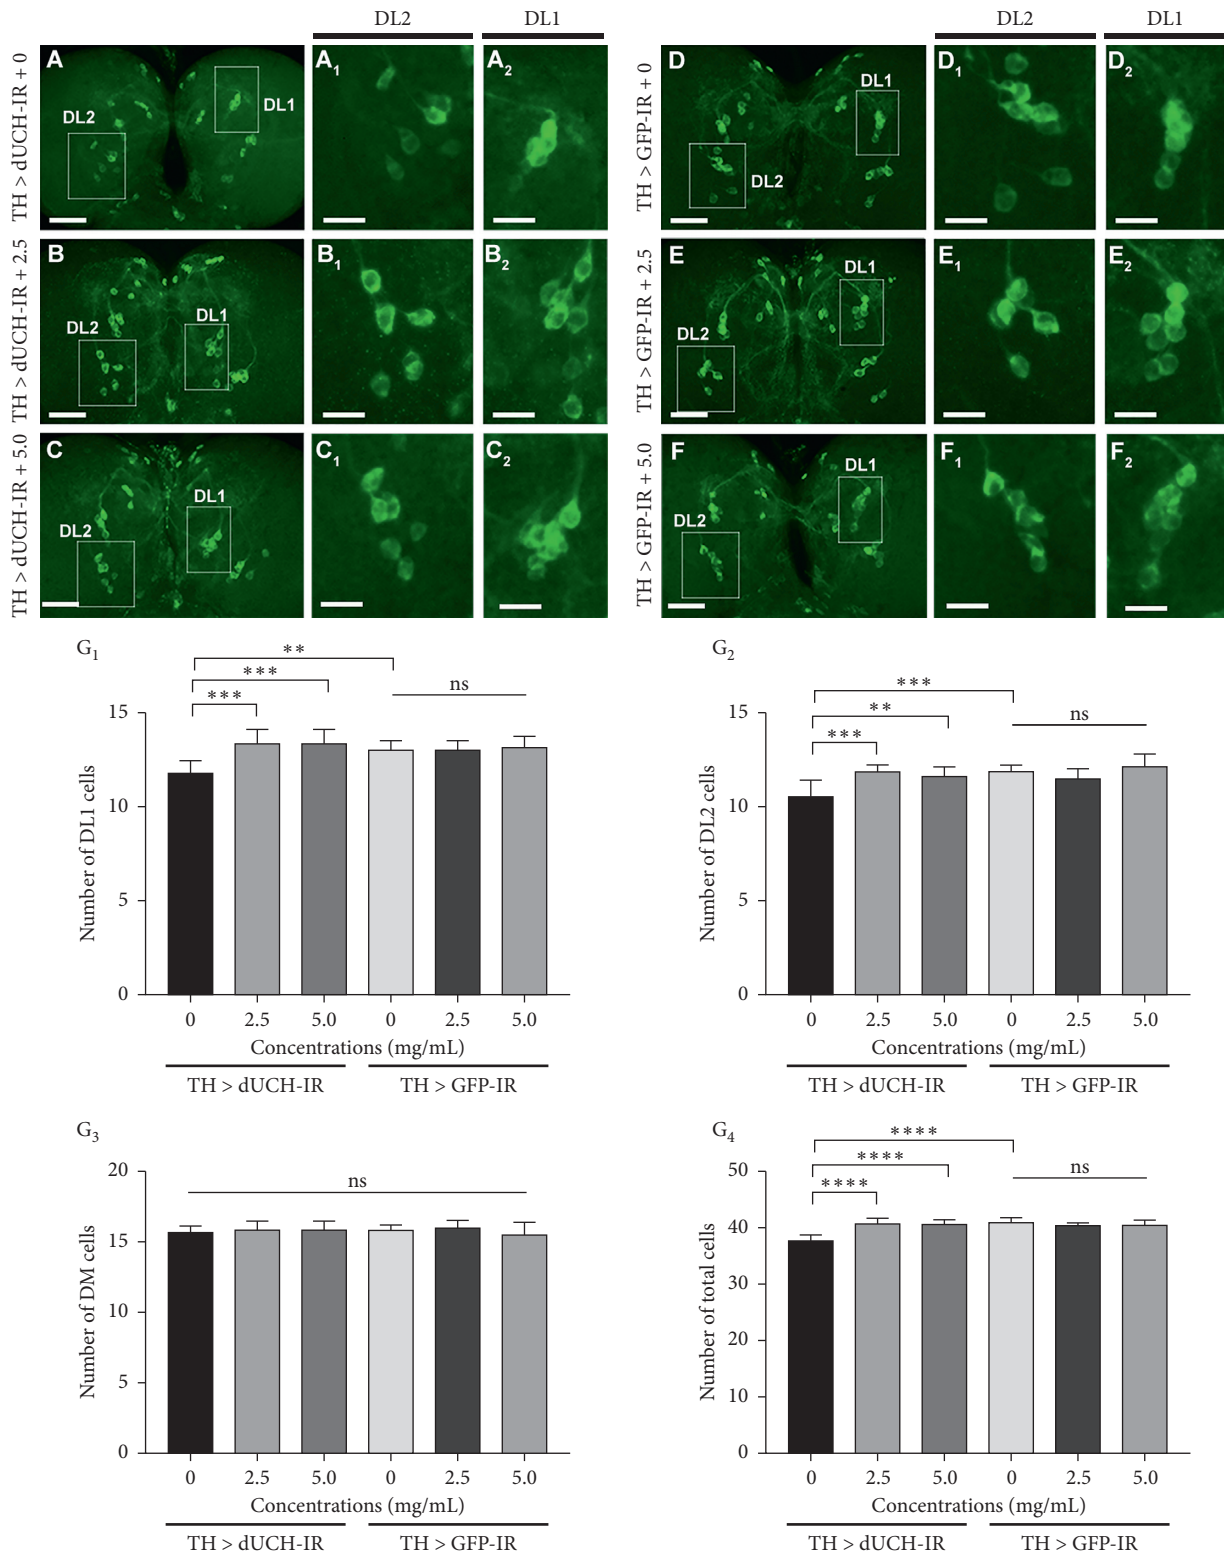 DL2
DL1
DL2
DL1
TH > dUCH-IR + 0
A
DL2
DL1
A1
A2
TH > GFP-IR + 0
D
DL2
D1
D2
TH > dUCH-IR + 2.5
B
DL2
DL1
B1
B2
TH > GFP-IR + 2.5
E
DL2
DL1
E1
E2
TH > dUCH-IR + 5.0
C
DL2
DL1
C1
C2
TH > GFP-IR + 5.0
F
DL2
DL1
F1
F2
G1
**
***
***
ns
15
10
5
0
Number of DL1 cells
0 2.5 5.0 0 2.5 5.0
Concentrations (mg/mL)
TH > dUCH-IR
TH > GFP-IR
G2
***
**
***
ns
15
10
5
0
Number of DL2 cells
0 2.5 5.0 0 2.5 5.0
Concentrations (mg/mL)
TH > dUCH-IR
TH > GFP-IR
G3
ns
20
15
10
5
0
Number of DM cells
0 2.5 5.0 0 2.5 5.0
Concentrations (mg/mL)
TH > dUCH-IR
TH > GFP-IR
G4
****
****
****
ns
50
40
30
20
10
0
Number of total cells
0 2.5 5.0 0 2.5 5.0
Concentrations (mg/mL)
TH > dUCH-IR
TH > GFP-IR